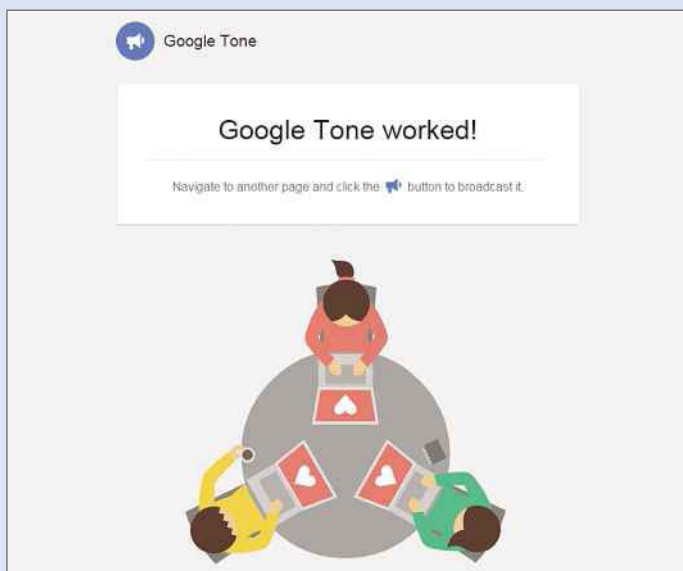 Google Tone
Google Tone worked!
Navigate to another page and click the button to broadcast it.